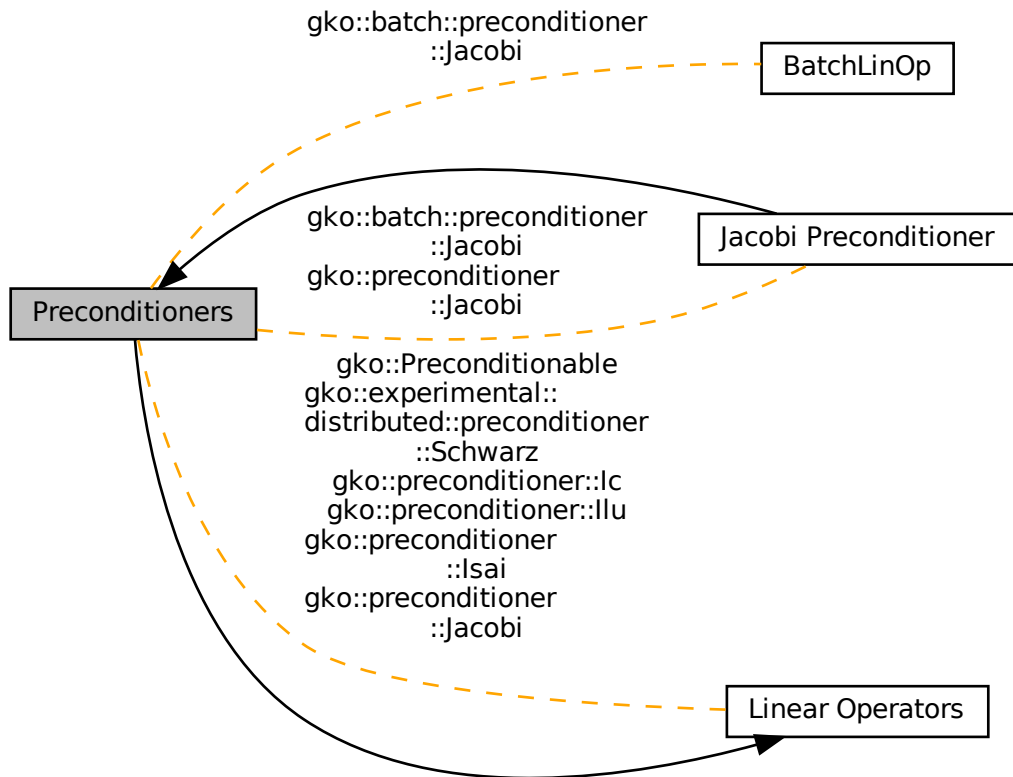 gko::batch::preconditioner
::Jacobi
BatchLinOp
gko::batch::preconditioner
::Jacobi
gko::preconditioner
::Jacobi
Jacobi Preconditioner
Preconditioners
gko::Preconditionable
gko::experimental::
distributed::preconditioner
::Schwarz
gko::preconditioner::Ic
gko::preconditioner::Ilu
gko::preconditioner
::Isai
gko::preconditioner
::Jacobi
Linear Operators